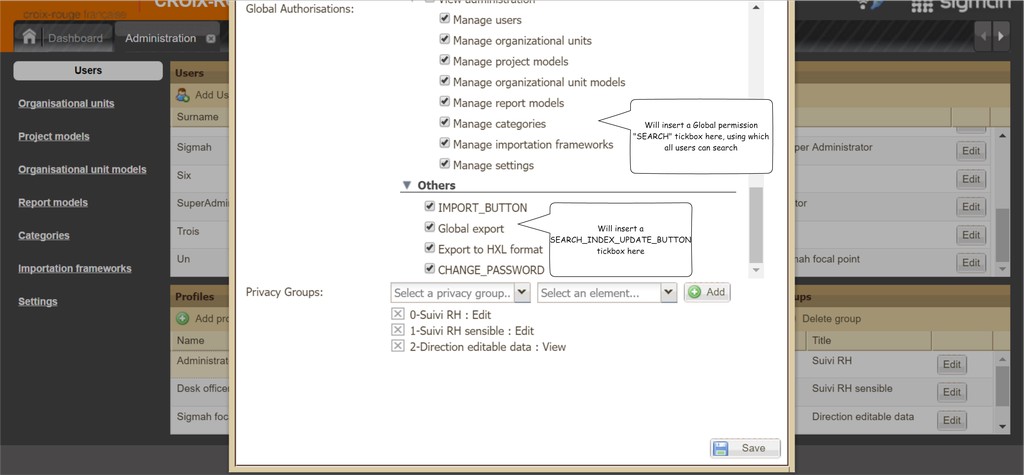 CROIX-RO
croix-rouge française
sigmah
Dashboard
Administration
Users
Organisational units
Project models
Organisational unit models
Report models
Categories
Importation frameworks
Settings
Users
Add Us
Surname
Sigmah
per Administrator
Edit
Six
Edit
SuperAdmin
tor
Edit
Trois
Edit
Un
mah focal point
Edit
Edit
Global Authorisations:
View administration
Manage users
Manage organizational units
Manage project models
Manage organizational unit models
Manage report models
Manage categories
Manage importation frameworks
Manage settings
Will insert a Global permission
"SEARCH" tickbox here, using which
all users can search
Others
IMPORT_BUTTON
Global export
Export to HXL format
CHANGE_PASSWORD
Will insert a
SEARCH_INDEX_UPDATE_BUTTON
tickbox here
Privacy Groups:
Select a privacy group..
Select an element...
Add
0-Suivi RH : Edit
1-Suivi RH sensible : Edit
2-Direction editable data : View
Save
Profiles
Add pro
Name
Administrat
Desk officer
Sigmah foc
ups
Delete group
Title
Suivi RH
Edit
Suivi RH sensible
Edit
Direction editable data
Edit